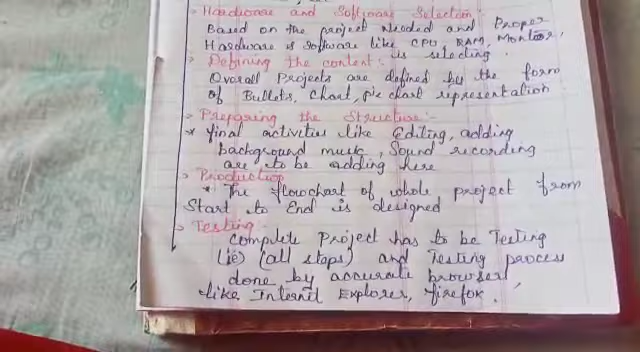 > Hardware and Software Selection:
Based on the project Needed and Proper
Hardware & Software like CPU, RAM, Monitor,
is selecting.
> Defining the content:
Overall Projects are defined by the form
of Bullets, Chart, pie chart representation
> Preparing the Structure:-
* final activities like Editing, adding
background music, Sound recording
are to be adding here
> Production
* The flowchart of whole project from
Start to End is designed
> Testing:-
complete Project has to be Testing
(ie) (all steps) and Testing process
done by accurate browser
like Internet Explorer, firefox.